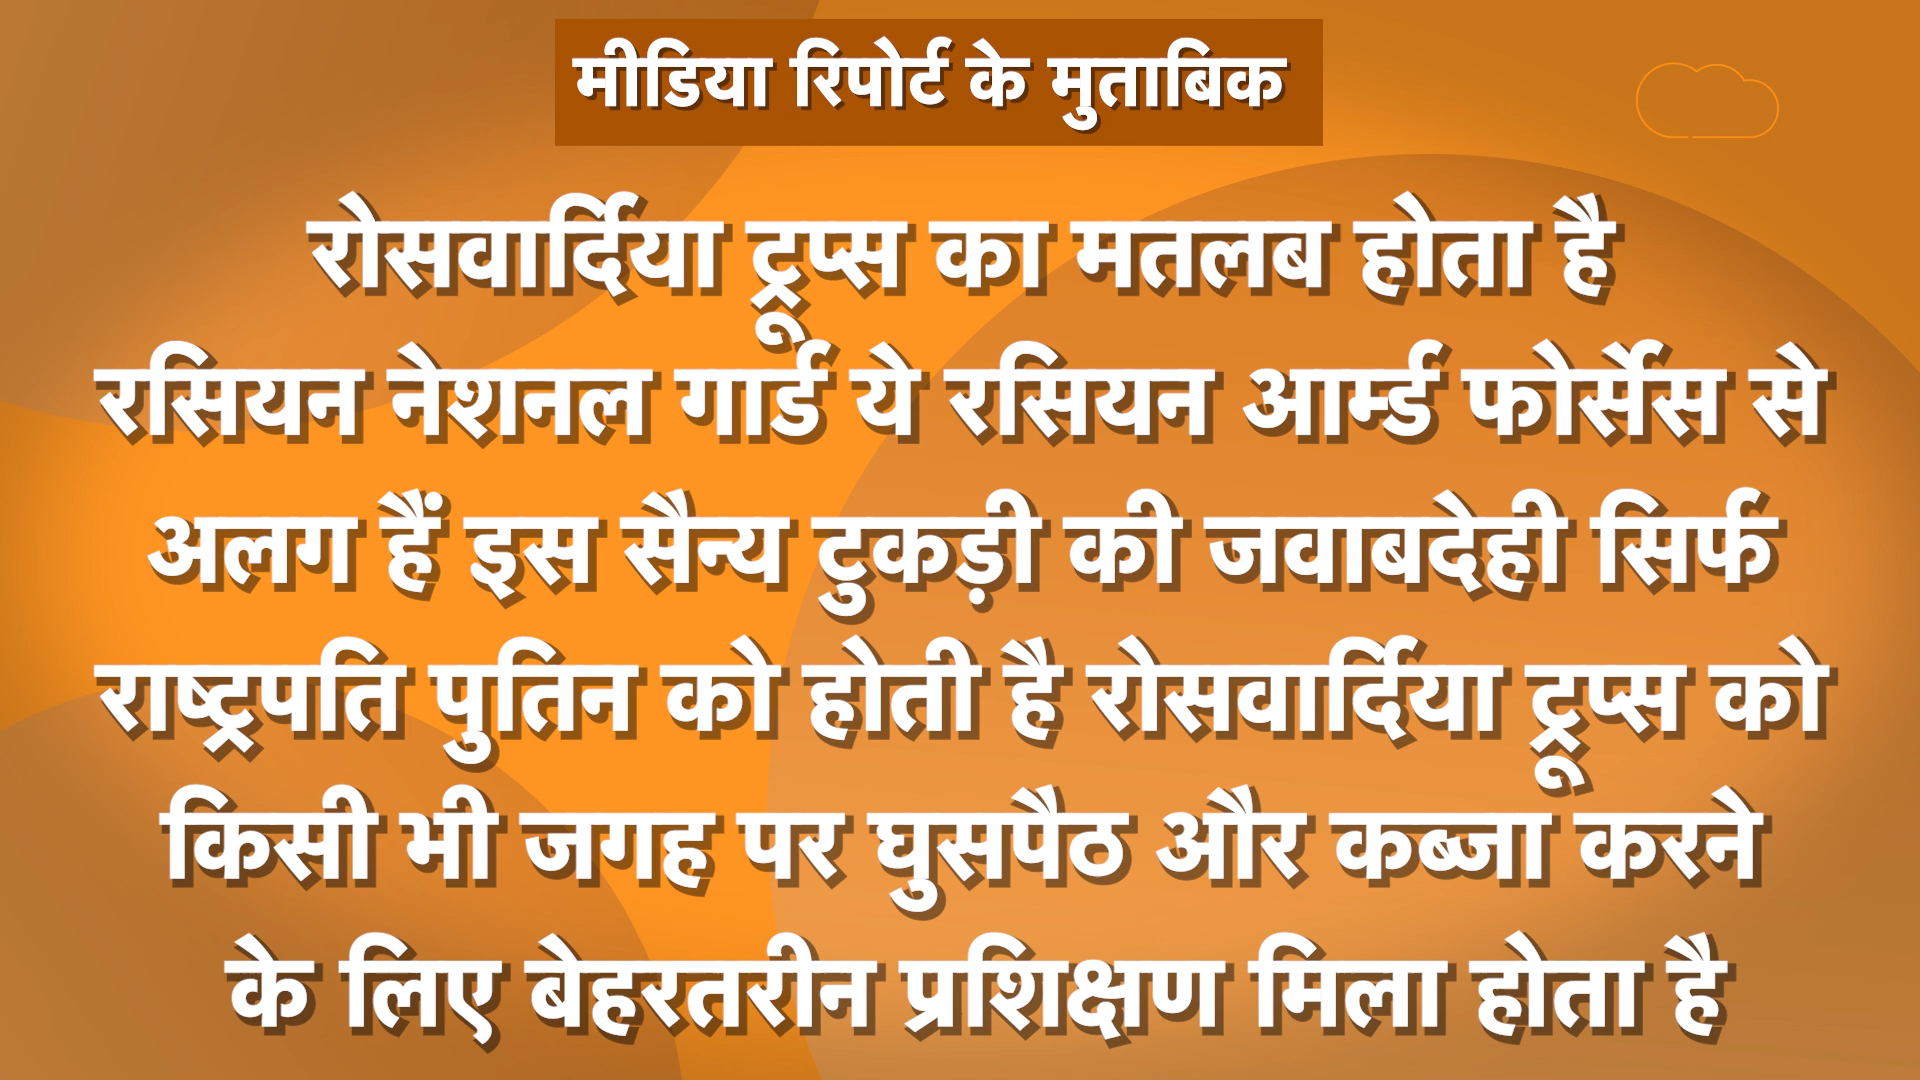 मीडिया रिपोर्ट के मुताबिक
रोसवार्दिया ट्रूप्स का मतलब होता है
रसियन नेशनल गार्ड ये रसियन आर्म्ड फोर्सेस से
अलग हैं इस सैन्य टुकड़ी की जवाबदेही सिर्फ
राष्ट्रपति पुतिन को होती है रोसवार्दिया ट्रूप्स को
किसी भी जगह पर घुसपैठ और कब्जा करने
के लिए बेहरतरीन प्रशिक्षण मिला होता है